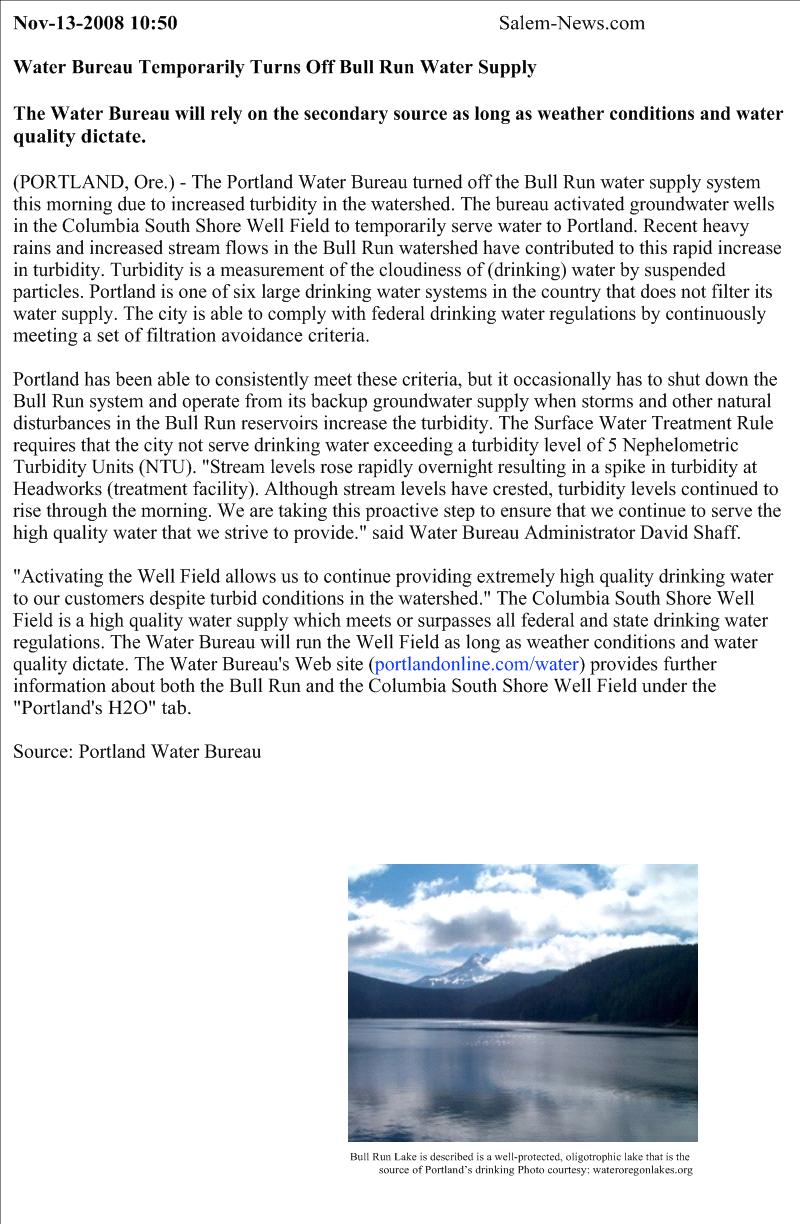 Nov-13-2008 10:50 Salem-News.com
Water Bureau Temporarily Turns Off Bull Run Water Supply
The Water Bureau will rely on the secondary source as long as weather conditions and water
quality dictate.
(PORTLAND, Ore.) - The Portland Water Bureau turned off the Bull Run water supply system
this morning due to increased turbidity in the watershed. The bureau activated groundwater wells
in the Columbia South Shore Well Field to temporarily serve water to Portland. Recent heavy
rains and increased stream flows in the Bull Run watershed have contributed to this rapid increase
in turbidity. Turbidity is a measurement of the cloudiness of (drinking) water by suspended
particles. Portland is one of six large drinking water systems in the country that does not filter its
water supply. The city is able to comply with federal drinking water regulations by continuously
meeting a set of filtration avoidance criteria.
Portland has been able to consistently meet these criteria, but it occasionally has to shut down the
Bull Run system and operate from its backup groundwater supply when storms and other natural
disturbances in the Bull Run reservoirs increase the turbidity. The Surface Water Treatment Rule
requires that the city not serve drinking water exceeding a turbidity level of 5 Nephelometric
Turbidity Units (NTU). "Stream levels rose rapidly overnight resulting in a spike in turbidity at
Headworks (treatment facility). Although stream levels have crested, turbidity levels continued to
rise through the morning. We are taking this proactive step to ensure that we continue to serve the
high quality water that we strive to provide." said Water Bureau Administrator David Shaff.
"Activating the Well Field allows us to continue providing extremely high quality drinking water
to our customers despite turbid conditions in the watershed." The Columbia South Shore Well
Field is a high quality water supply which meets or surpasses all federal and state drinking water
regulations. The Water Bureau will run the Well Field as long as weather conditions and water
quality dictate. The Water Bureau's Web site (portlandonline.com/water) provides further
information about both the Bull Run and the Columbia South Shore Well Field under the
"Portland's H2O" tab.
Source: Portland Water Bureau
Bull Run Lake is described is a well-protected, oligotrophic lake that is the
source of Portland's drinking Photo courtesy: wateroregonlakes.org